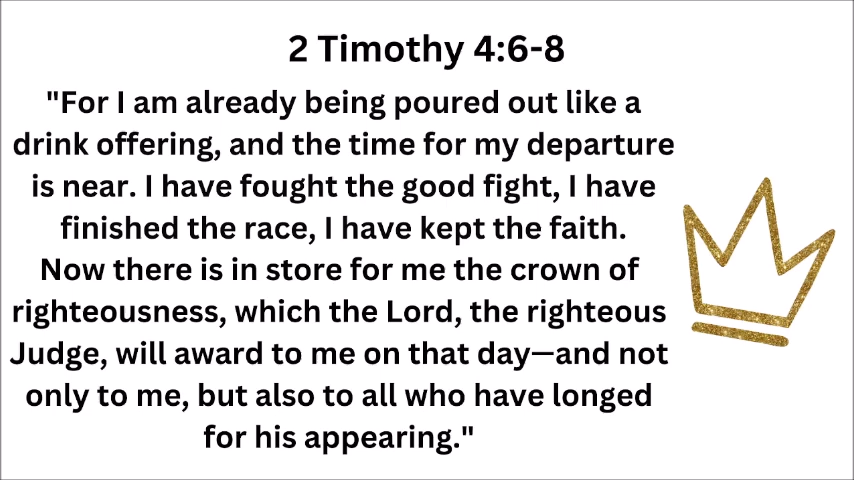 2 Timothy 4:6-8
"For I am already being poured out like a
drink offering, and the time for my departure
is near. I have fought the good fight, I have
finished the race, I have kept the faith.
Now there is in store for me the crown of
righteousness, which the Lord, the righteous
Judge, will award to me on that day—and not
only to me, but also to all who have longed
for his appearing."